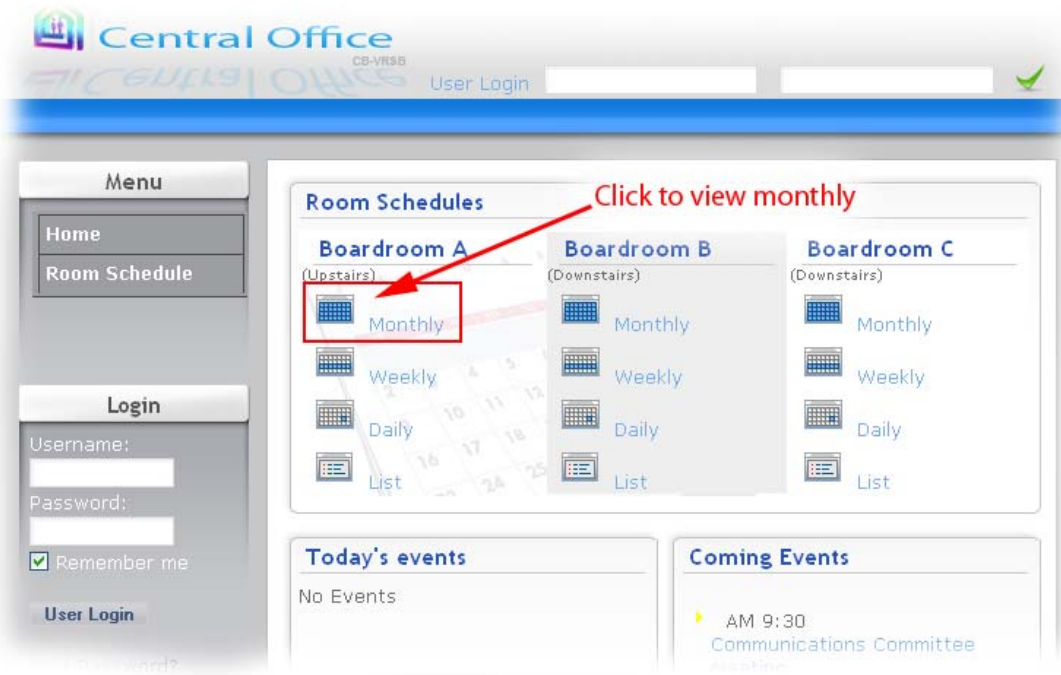 Central Office
CB-VRSB
User Login
Menu
Home
Room Schedule
Login
Username:
Password:
Remember me
User Login
Click to view monthly
Room Schedules
Boardroom A
(Upstairs)
Monthly
Weekly
Daily
List
Boardroom B
(Downstairs)
Monthly
Weekly
Daily
List
Boardroom C
(Downstairs)
Monthly
Weekly
Daily
List
Today's events
No Events
Coming Events
AM 9:30
Communications Committee
Meeting